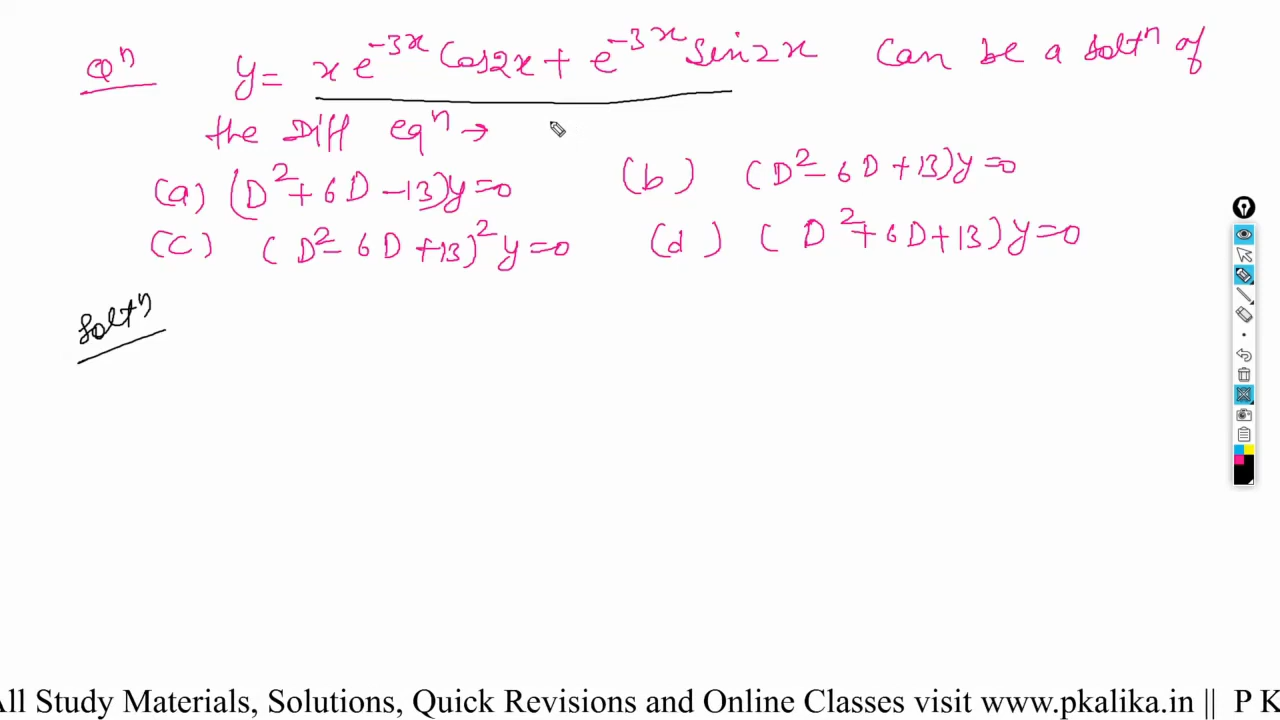 Qⁿ y = x e^{-3x} Cos2x + e^{-3x} Sin2x Can be a soltⁿ of
the Diff eqⁿ →
(a) (D² + 6D - 13)y = 0 (b) (D² - 6D + 13)y = 0
(c) (D² - 6D + 13)² y = 0 (d) (D² + 6D + 13)y = 0
Soltⁿ
All Study Materials, Solutions, Quick Revisions and Online Classes visit www.pkalika.in || P K